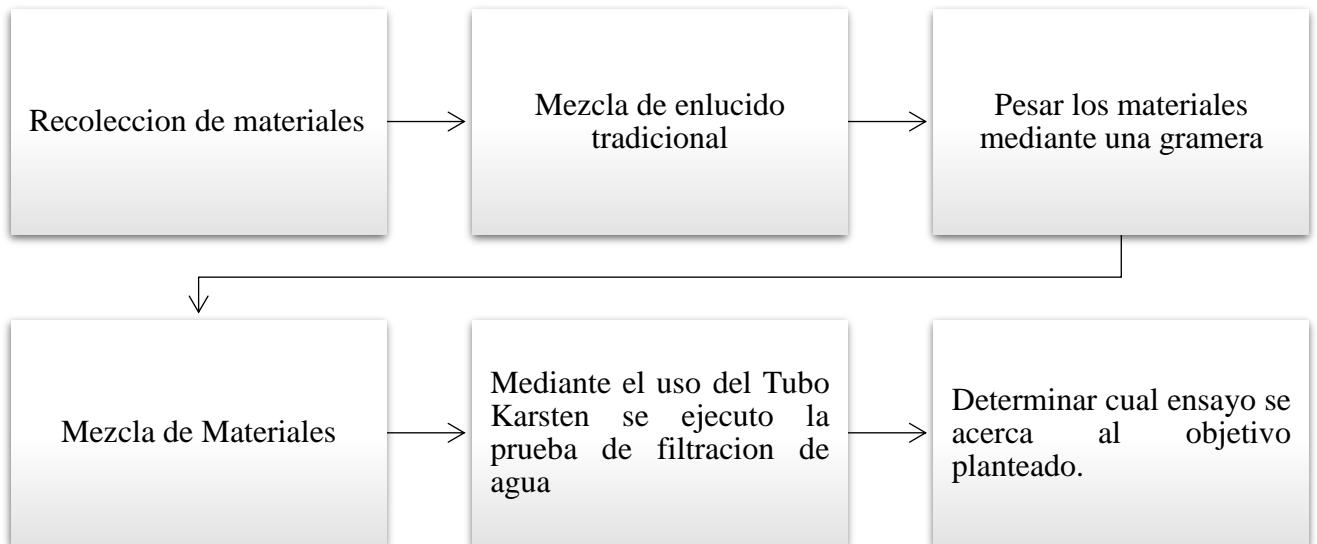 Recoleccion de materiales
Mezcla de enlucido
tradicional
Pesar los materiales
mediante una gramera
Mezcla de Materiales
Mediante el uso del Tubo
Karsten se ejecuto la
prueba de filtracion de
agua
Determinar cual ensayo se
acerca al objetivo
planteado.